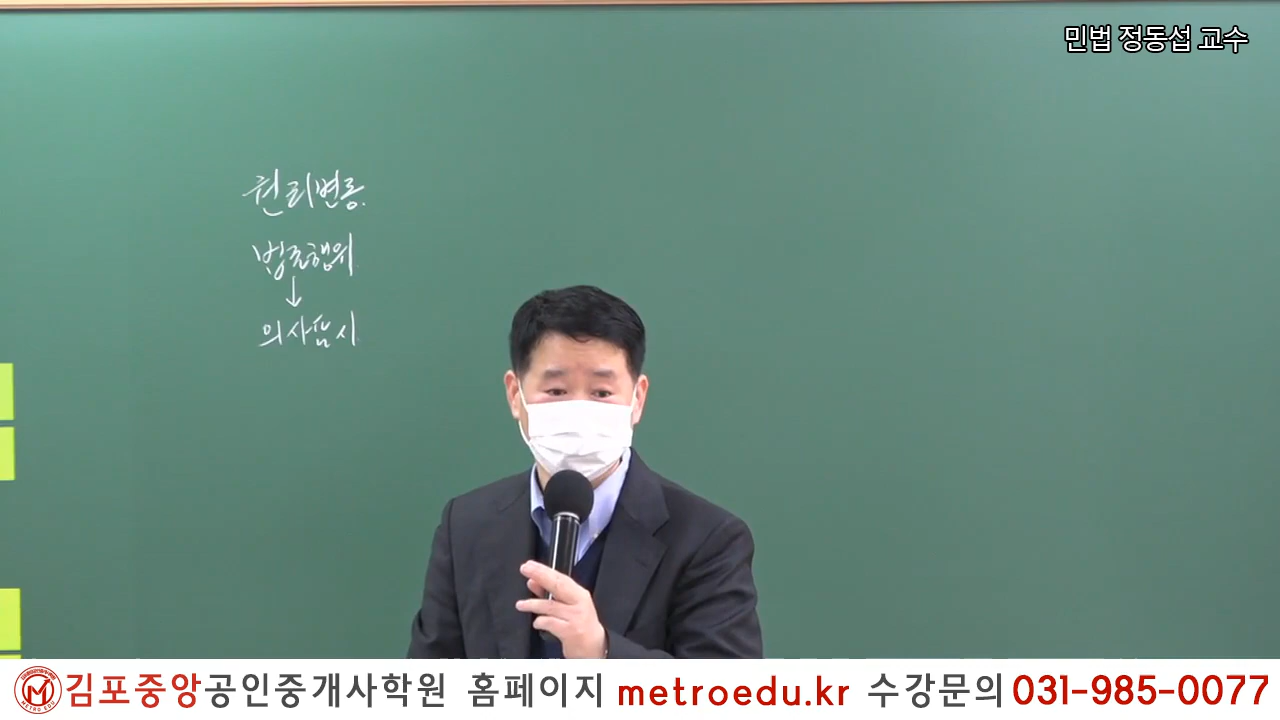 민법 정동섭 교수
권리변동.
법률행위
↓
의사표시
김포중앙공인중개사학원 홈페이지 metroedu.kr 수강문의 031-985-0077
M
METRO EDU